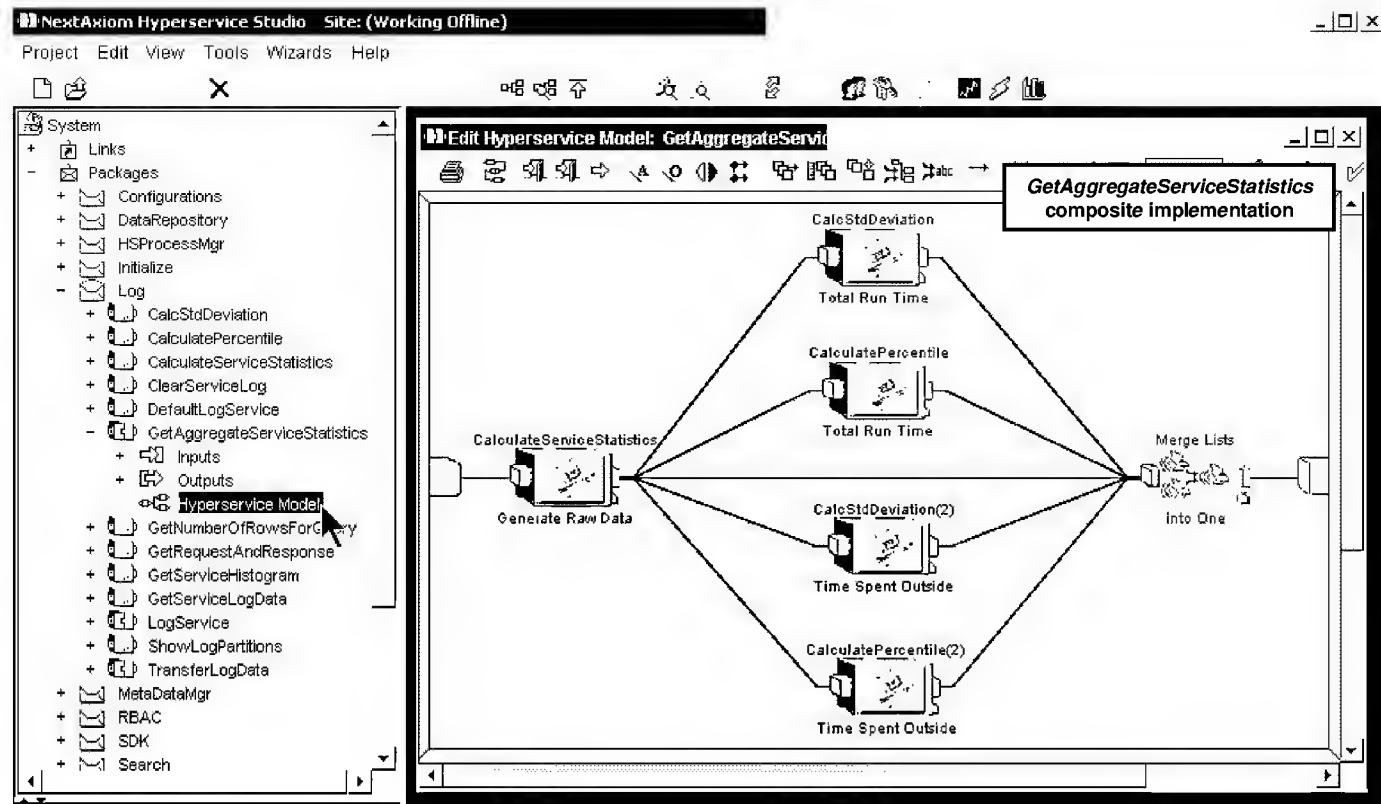 NextAxiom Hyperservice Studio Site: (Working Offline)
Project Edit View Tools Wizards Help
System
Links
Packages
Configurations
DataRepository
HSProcessMgr
Initialize
Log
CalcStdDeviation
CalculatePercentile
CalculateServiceStatistics
ClearServiceLog
DefaultLogService
GetAggregateServiceStatistics
Inputs
Outputs
Hyperservice Model
GetNumberOfRowsFor
GetRequestAndResponse
GetServiceHistogram
GetServiceLogData
LogService
ShowLogPartitions
TransferLogData
MetaDataMgr
RBAC
SDK
Search
Edit Hyperservice Model: GetAggregateServic
abc
GetAggregateServiceStatistics
composite implementation
CalcStdDeviation
Total Run Time
CalculatePercentile
Total Run Time
CalculateServiceStatistics
Generate Raw Data
Merge Lists
into One
CalcStdDeviation(2)
Time Spent Outside
CalculatePercentile(2)
Time Spent Outside